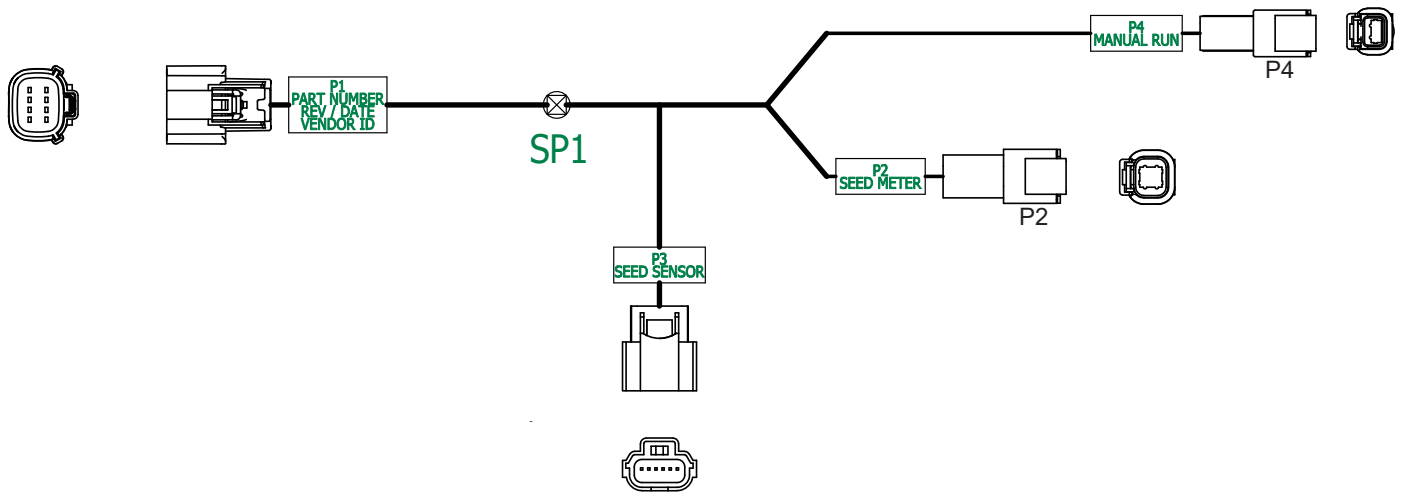 P4
MANUAL RUN
P4
P1
PART NUMBER
REV / DATE
VENDOR ID
SP1
P2
SEED METER
P2
P3
SEED SENSOR